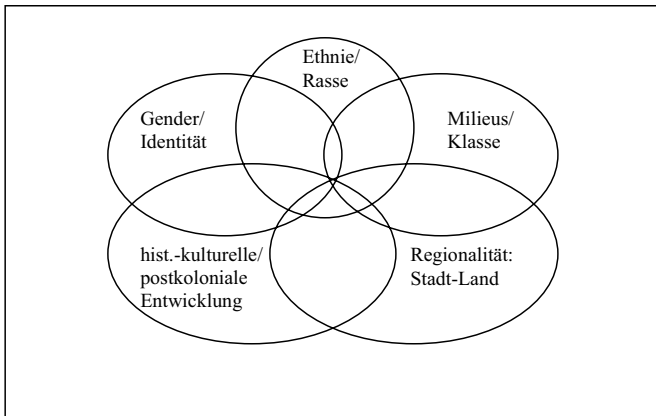 Ethnie/
Rasse
Gender/
Identität
Milieus/
Klasse
hist.-kulturelle/
postkoloniale
Entwicklung
Regionalität:
Stadt-Land